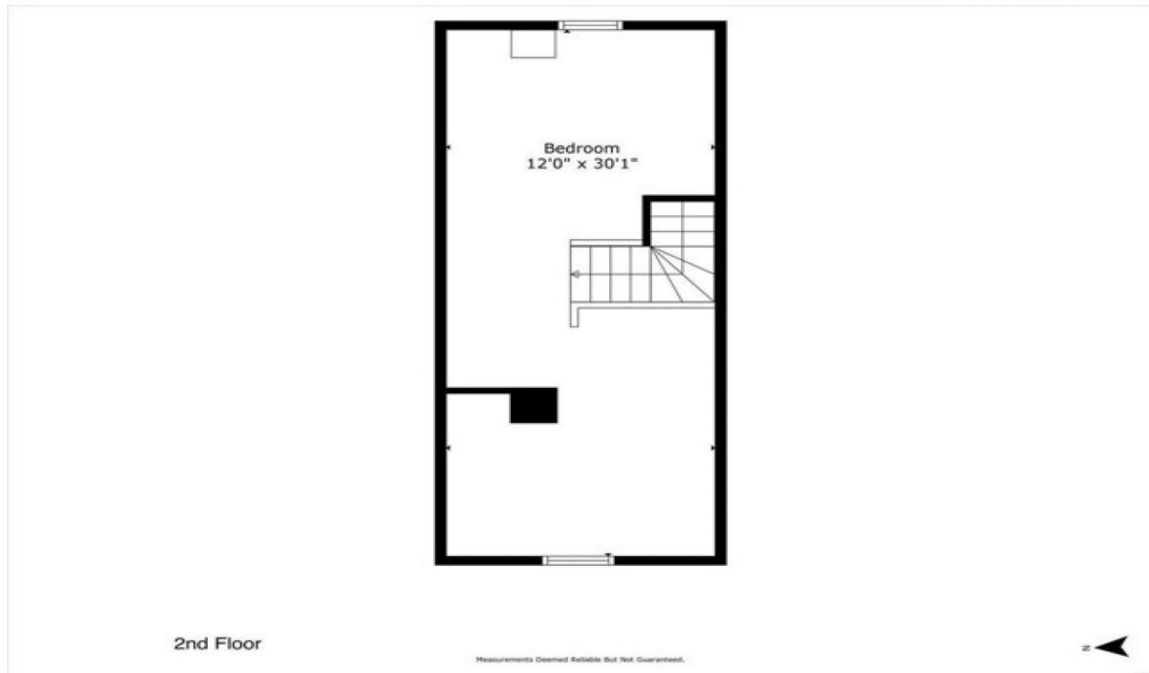 Bedroom
12'0" x 30'1"
2nd Floor
Measurements Deemed Reliable But Not Guaranteed.
N